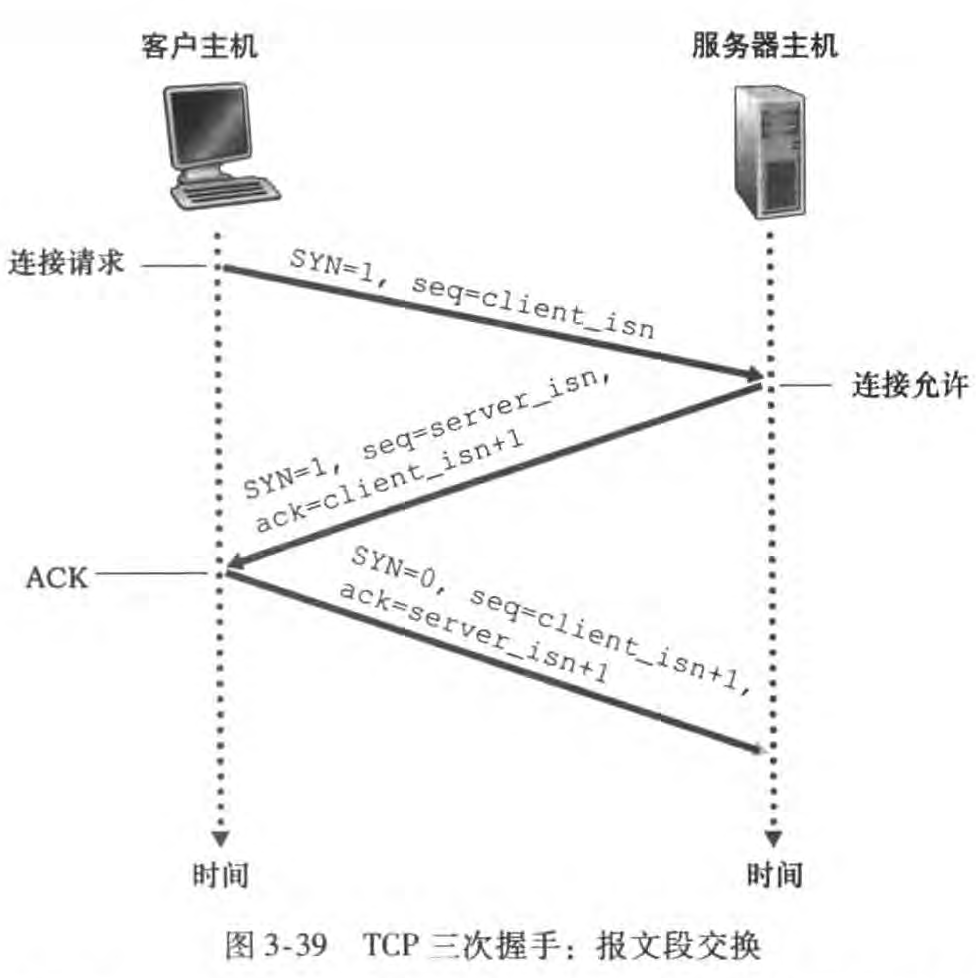 客户主机
服务器主机
连接请求
SYN=1, seq=client_isn
连接允许
SYN=1, seq=server_isn,
ack=client_isn+1
ACK
SYN=0, seq=client_isn+1,
ack=server_isn+1
时间
时间
图 3-39 TCP 三次握手：报文段交换